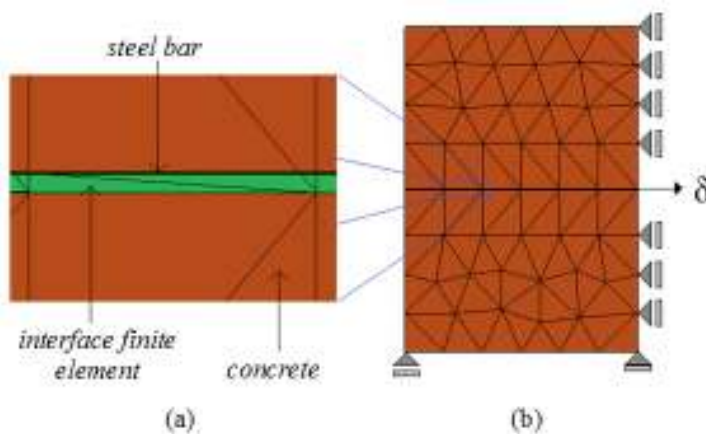 steel bar
δ
interface finite
element
concrete
(a)
(b)